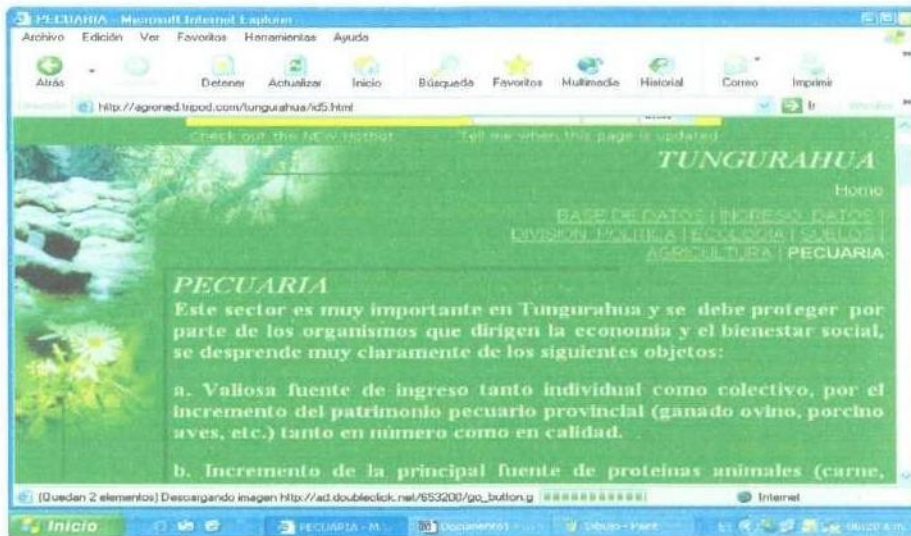 PECUARIA - Microsoft Internet Explorer
Archivo Edición Ver Favoritos Herramientas Ayuda
Atrás Detener Actualizar Inicio Búsqueda Favoritos Multimedia Historial Correo Imprimir
http://agroned.tripod.com/tungurahua/id5.html Ir
Check out the NEW Hotbot Tell me when this page is updated
TUNGURAHUA
Home
BASE DE DATOS | INGRESO DATOS |
DIVISION POLITICA | ECOLOGIA | SUELOS |
AGRICULTURA | PECUARIA
PECUARIA
Este sector es muy importante en Tungurahua y se debe proteger por
parte de los organismos que dirigen la economia y el bienestar social,
se desprende muy claramente de los siguientes objetos:
a. Valiosa fuente de ingreso tanto individual como colectivo, por el
incremento del patrimonio pecuario provincial (ganado ovino, porcino
aves, etc.) tanto en número como en calidad.
b. Incremento de la principal fuente de proteinas animales (carne,
(Quedan 2 elementos) Descargando imagen http://ad.doubleclick.net/653200/go_button.g Internet
Inicio PECUARIA - M... Documento1 - ... Dibujo - Paint 06:20 a.m.